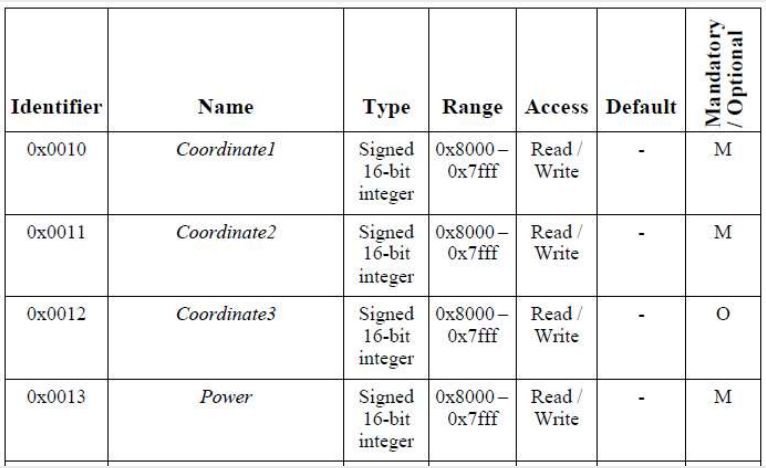 Identifier Name Type Range Access Default Mandatory / Optional
0x0010 Coordinate1 Signed 16-bit integer 0x8000 – 0x7fff Read / Write - M
0x0011 Coordinate2 Signed 16-bit integer 0x8000 – 0x7fff Read / Write - M
0x0012 Coordinate3 Signed 16-bit integer 0x8000 – 0x7fff Read / Write - O
0x0013 Power Signed 16-bit integer 0x8000 – 0x7fff Read / Write - M